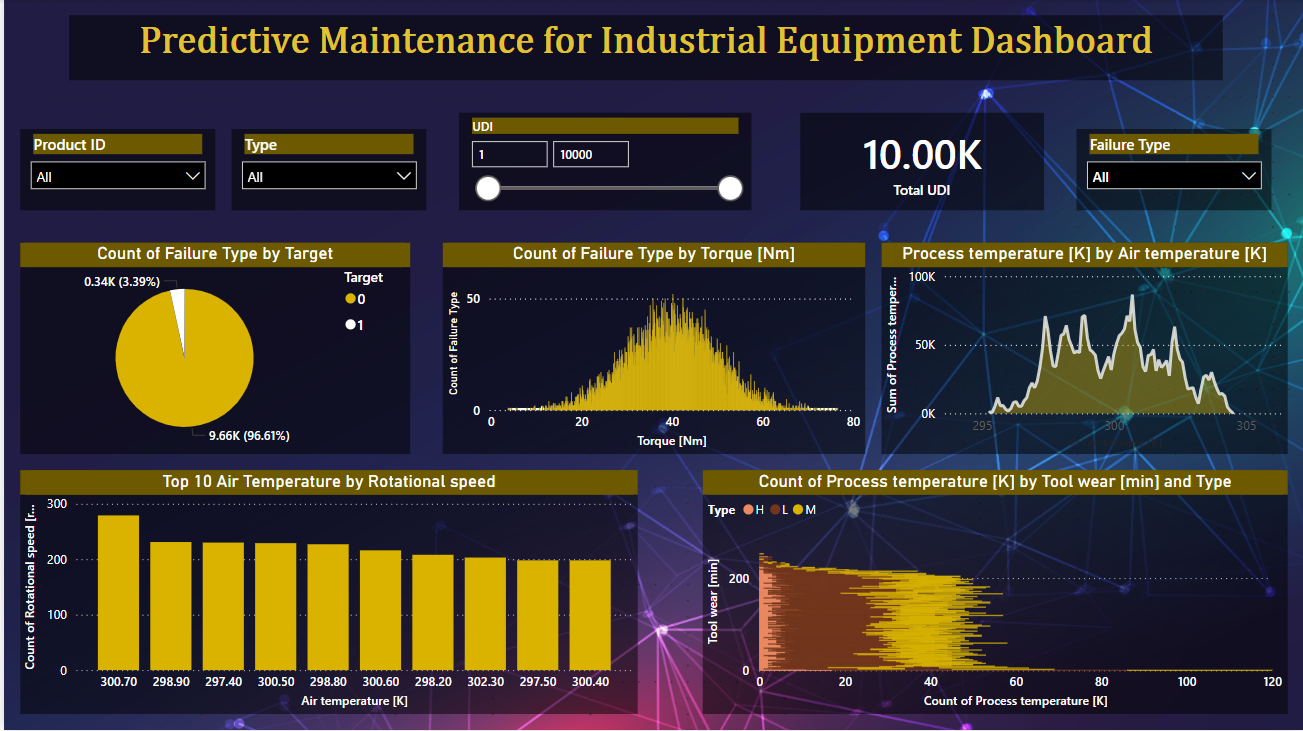 Predictive Maintenance for Industrial Equipment Dashboard
Product ID
All
Type
All
UDI
1
10000
10.00K
Total UDI
Failure Type
All
Count of Failure Type by Target
0.34K (3.39%)
9.66K (96.61%)
Target
0
1
Count of Failure Type by Torque [Nm]
Count of Failure Type
50
0
0
20
40
60
80
Torque [Nm]
Process temperature [K] by Air temperature [K]
Sum of Process temper...
100K
50K
0K
295
300
305
Top 10 Air Temperature by Rotational speed
Count of Rotational speed [r...
300
200
100
0
300.70
298.90
297.40
300.50
298.80
300.60
298.20
302.30
297.50
300.40
Air temperature [K]
Count of Process temperature [K] by Tool wear [min] and Type
Type
H
L
M
Tool wear [min]
200
0
0
20
40
60
80
100
120
Count of Process temperature [K]